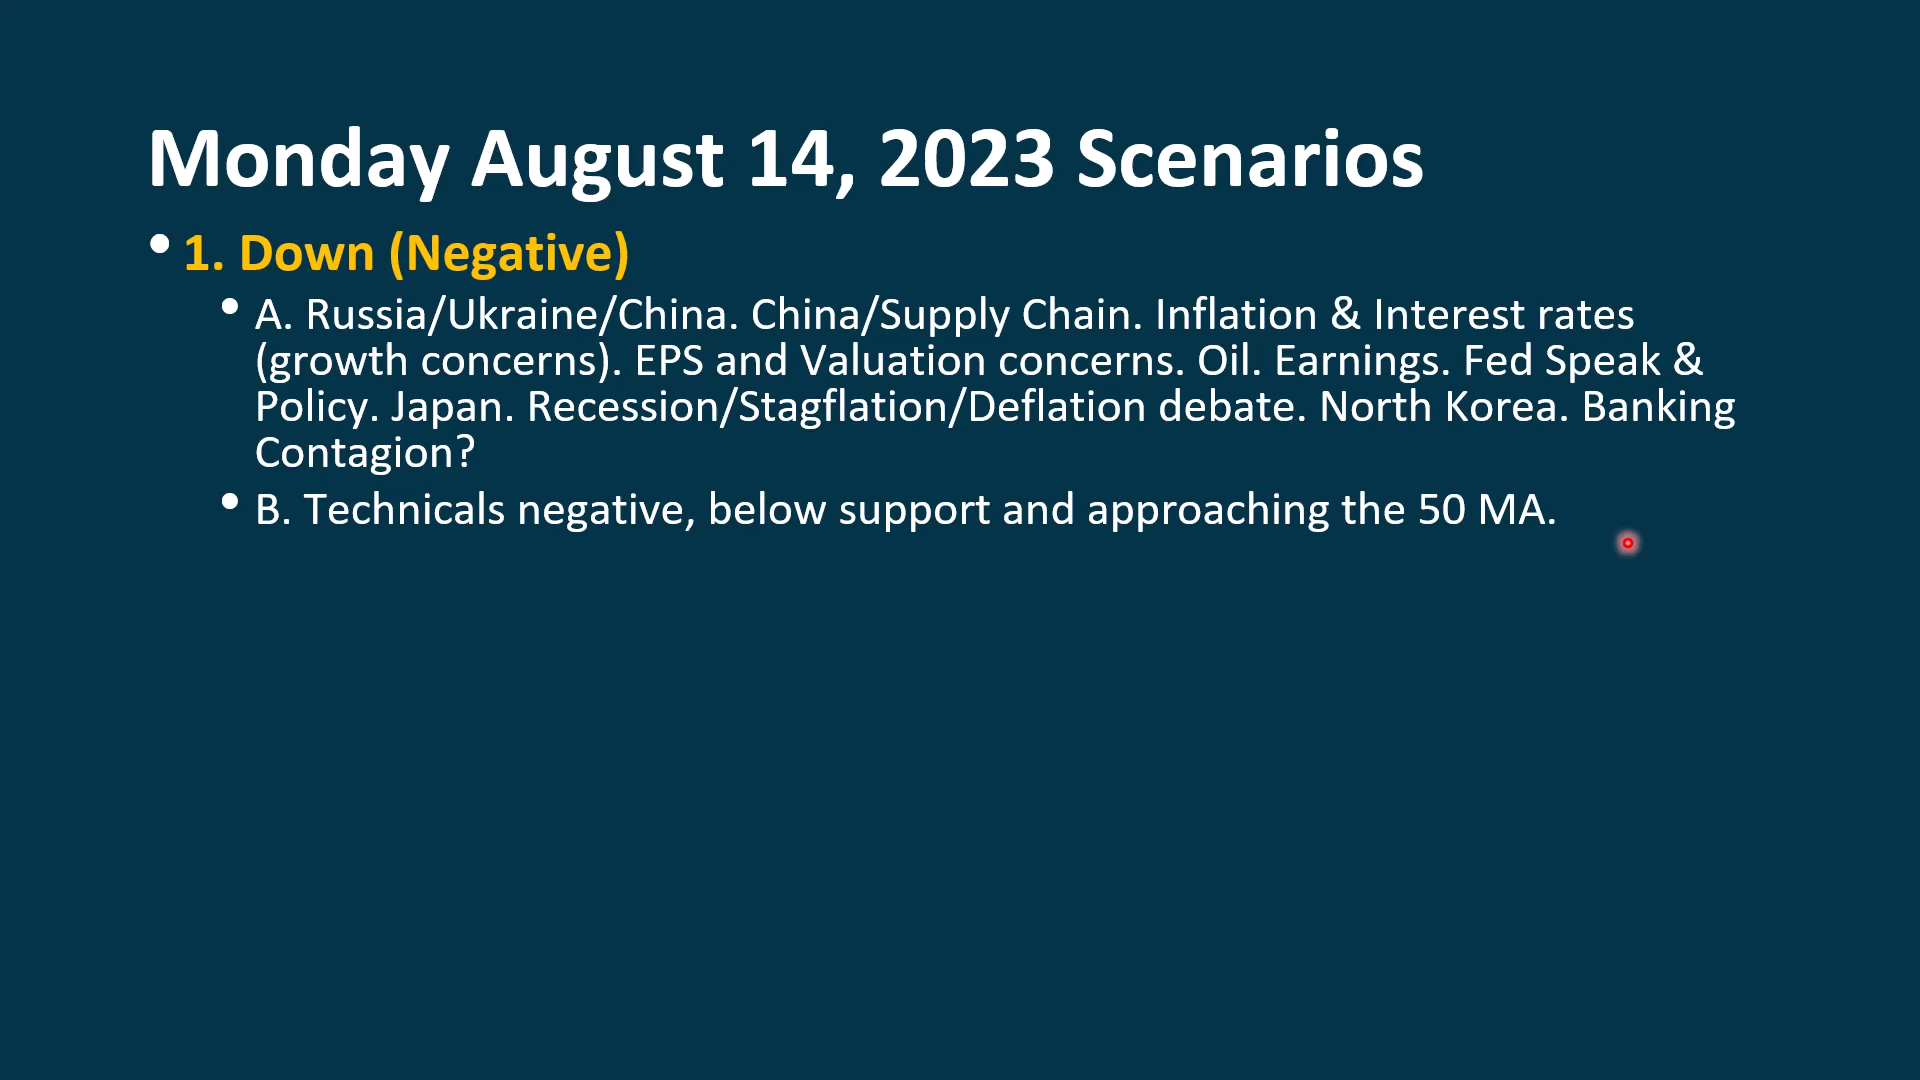 Monday August 14, 2023 Scenarios
• 1. Down (Negative)
• A. Russia/Ukraine/China. China/Supply Chain. Inflation & Interest rates
(growth concerns). EPS and Valuation concerns. Oil. Earnings. Fed Speak &
Policy. Japan. Recession/Stagflation/Deflation debate. North Korea. Banking
Contagion?
• B. Technicals negative, below support and approaching the 50 MA.